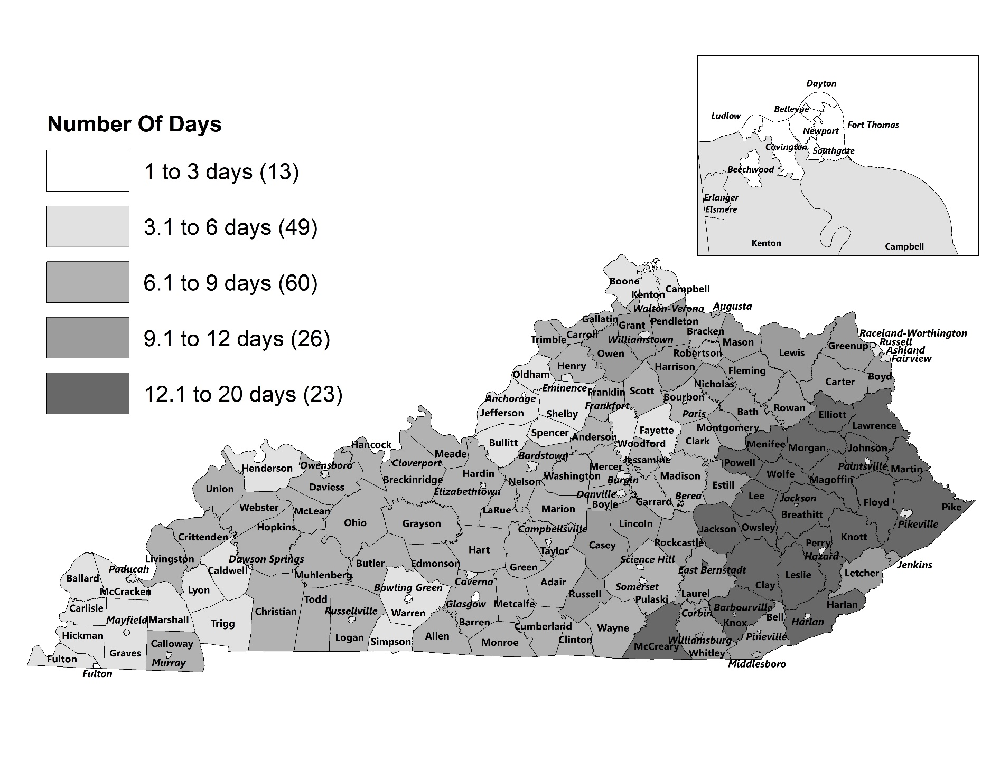 Number Of Days
1 to 3 days (13)
3.1 to 6 days (49)
6.1 to 9 days (60)
9.1 to 12 days (26)
12.1 to 20 days (23)
Dayton
Bellevue
Ludlow
Fort Thomas
Newport
Covington
Southgate
Beechwood
Erlanger
Elsmere
Kenton
Campbell
Boone
Kenton
Campbell
Walton-Verona
Augusta
Gallatin
Grant
Pendleton
Bracken
Trimble
Carroll
Williamstown
Mason
Raceland-Worthington
Russell
Ashland
Fairview
Greenup
Lewis
Owen
Robertson
Henry
Harrison
Fleming
Oldham
Eminence
Franklin
Scott
Nicholas
Carter
Boyd
Anchorage
Jefferson
Shelby
Frankfort
Bourbon
Paris
Bath
Rowan
Elliott
Lawrence
Spencer
Anderson
Fayette
Woodford
Montgomery
Clark
Bullitt
Menifee
Morgan
Johnson
Hancock
Meade
Bardstown
Jessamine
Mercer
Powell
Paintsville
Martin
Henderson
Owensboro
Cloverport
Hardin
Washington
Burgin
Madison
Wolfe
Magoffin
Union
Daviess
Breckinridge
Elizabethtown
Nelson
Danville
Boyle
Garrard
Berea
Estill
Lee
Jackson
Breathitt
Floyd
Pike
Pikeville
Webster
McLean
LaRue
Marion
Hopkins
Ohio
Grayson
Campbellsville
Lincoln
Jackson
Owsley
Crittenden
Hart
Taylor
Casey
Rockcastle
Perry
Hazard
Knott
Livingston
Dawson Springs
Butler
Edmonson
Green
Science Hill
East Bernstadt
Jenkins
Paducah
Caldwell
Muhlenberg
Ballard
McCracken
Lyon
Bowling Green
Caverna
Adair
Somerset
Pulaski
Laurel
Clay
Leslie
Letcher
Carlisle
Todd
Russellville
Glasgow
Metcalfe
Russell
Corbin
Barbourville
Knox
Bell
Harlan
Harlan
Mayfield
Marshall
Trigg
Christian
Warren
Barren
Cumberland
Wayne
Hickman
Calloway
Murray
Logan
Simpson
Allen
Monroe
Clinton
McCreary
Williamsburg
Whitley
Pineville
Middlesboro
Fulton
Graves
Fulton